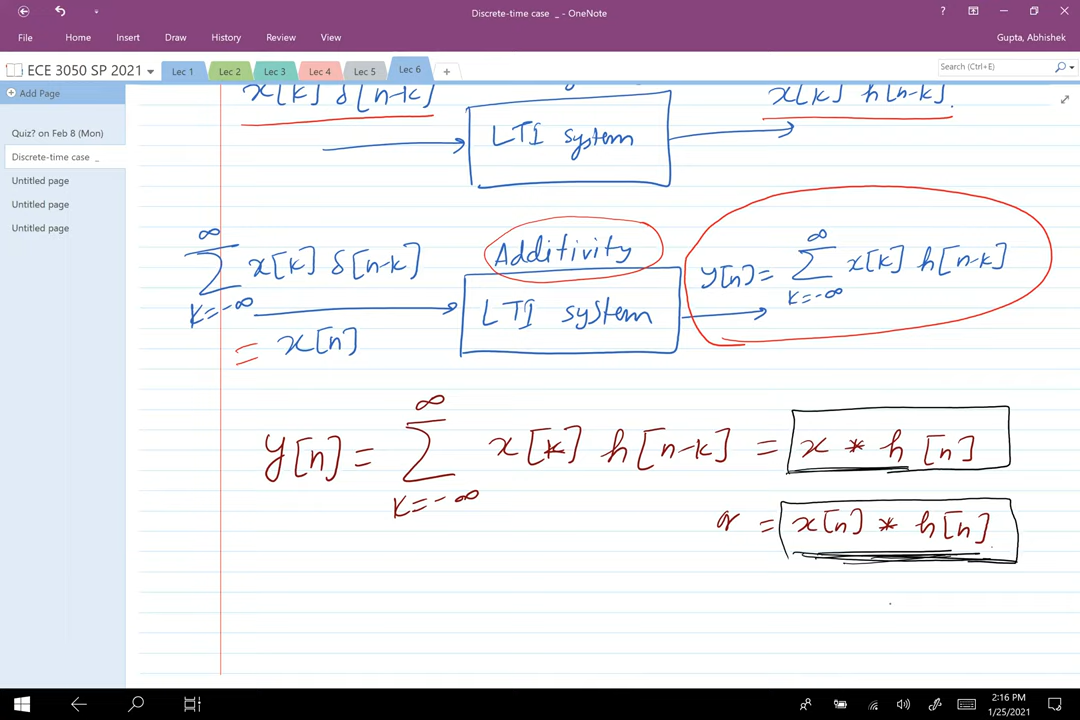 Discrete-time case _ - OneNote
?
File Home Insert Draw History Review View
Gupta, Abhishek
ECE 3050 SP 2021
Lec 1 Lec 2 Lec 3 Lec 4 Lec 5 Lec 6 +
Search (Ctrl+E)
Add Page
Quiz? on Feb 8 (Mon)
Discrete-time case _
Untitled page
Untitled page
Untitled page
x[k] δ[n-k]
x[k] h[n-k].
LTI system
∞
∑ x[k] δ[n-k]
k=-∞
= x[n]
Additivity
LTI system
∞
y[n] = ∑ x[k] h[n-k]
k=-∞
∞
y[n] = ∑ x[k] h[n-k] = x * h [n]
k=-∞
or = x[n] * h[n]
2:16 PM
1/25/2021